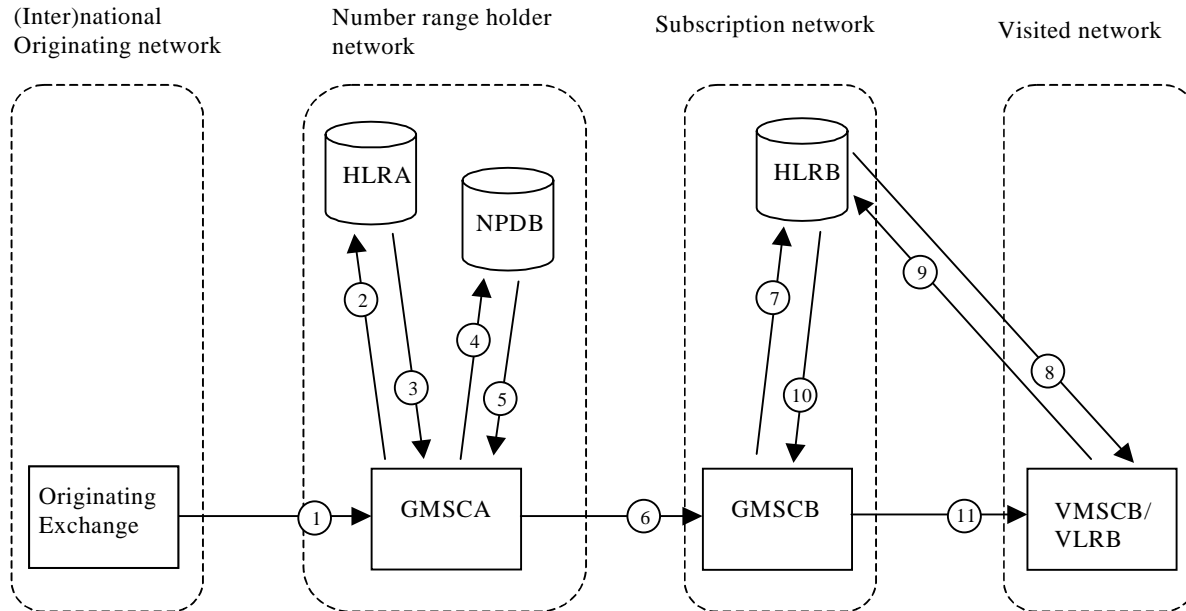 (Inter)national
Originating network
Number range holder
network
Subscription network
Visited network
HLRA
NPDB
HLRB
2
4
3
5
7
10
9
8
Originating
Exchange
1
GMSCA
6
GMSCB
11
VMSCB/
VLRB